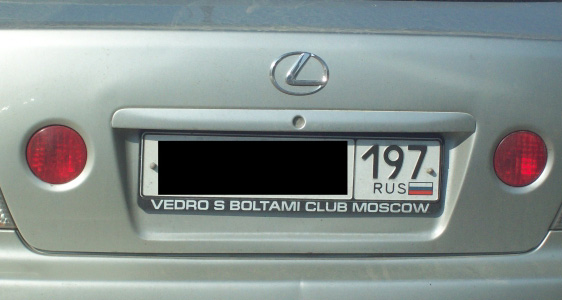 197
RUS
VEDRO S BOLTAMI CLUB MOSCOW